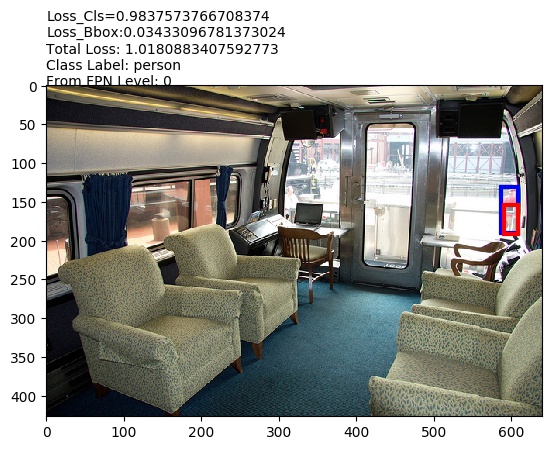 Loss_Cls=0.9837573766708374
Loss_Bbox:0.03433096781373024
Total Loss: 1.0180883407592773
Class Label: person
From FPN Level: 0
0
50
100
150
200
250
300
350
400
0 100 200 300 400 500 600